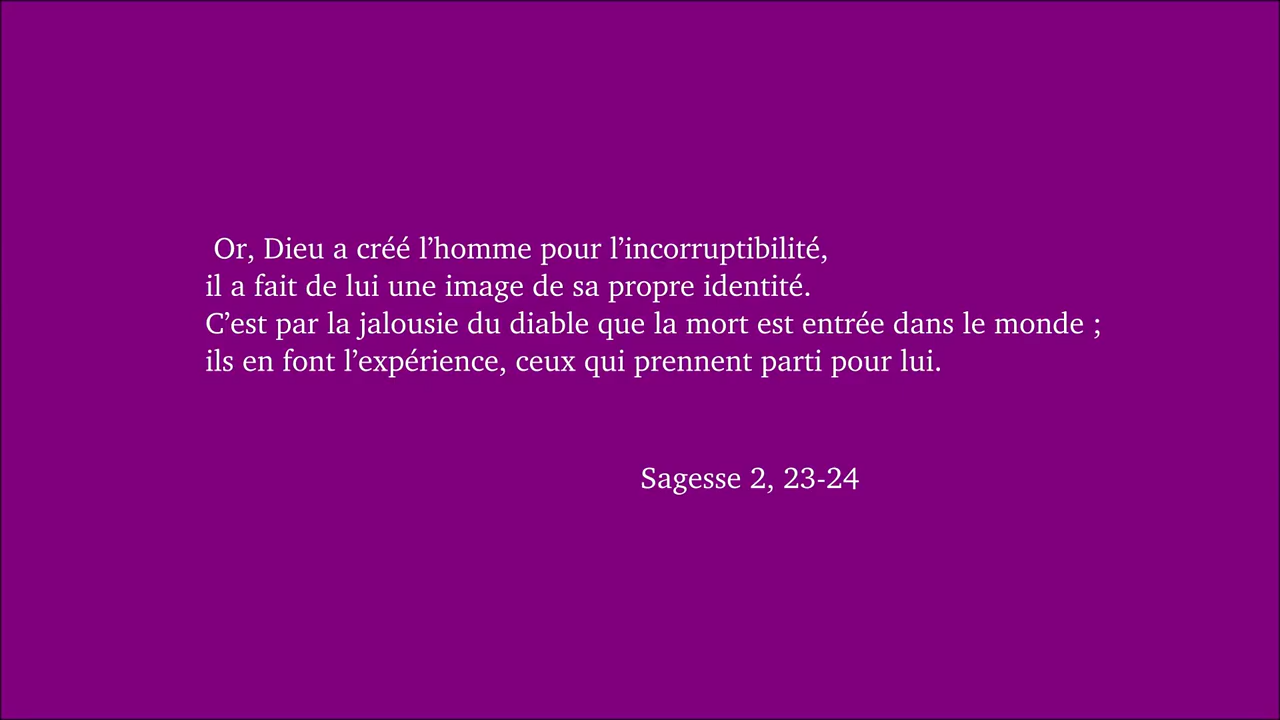 Or, Dieu a créé l’homme pour l’incorruptibilité,
il a fait de lui une image de sa propre identité.
C’est par la jalousie du diable que la mort est entrée dans le monde ;
ils en font l’expérience, ceux qui prennent parti pour lui.
Sagesse 2, 23-24